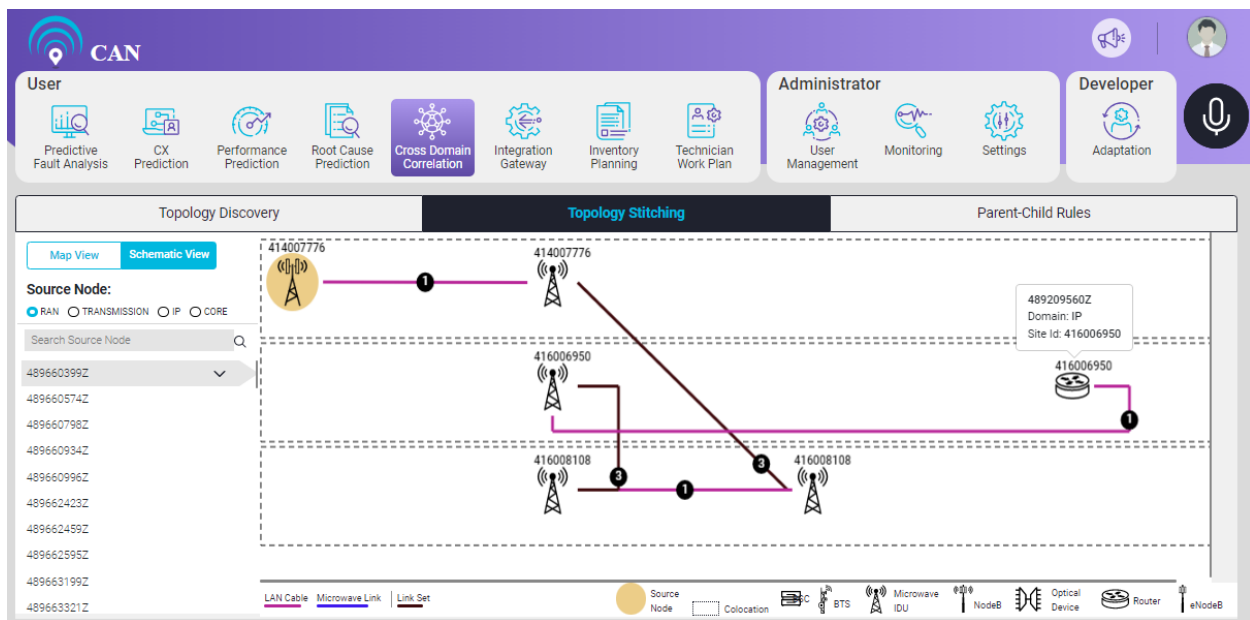 CAN
User
Administrator
Developer
Predictive
Fault Analysis
CX
Prediction
Performance
Prediction
Root Cause
Prediction
Cross Domain
Correlation
Integration
Gateway
Inventory
Planning
Technician
Work Plan
User
Management
Monitoring
Settings
Adaptation
Topology Discovery
Topology Stitching
Parent-Child Rules
Map View
Schematic View
Source Node:
RAN TRANSMISSION IP CORE
Search Source Node
489660399Z
489660574Z
489660798Z
489660934Z
489660996Z
489662423Z
489662459Z
489662595Z
489663199Z
489663321Z
414007776
414007776
1
489209560Z
Domain: IP
Site Id: 416006950
416006950
416006950
1
416008108
416008108
3
3
1
LAN Cable
Microwave Link
Link Set
Source
Node
Colocation
SC
BTS
Microwave
IDU
NodeB
Optical
Device
Router
eNodeB